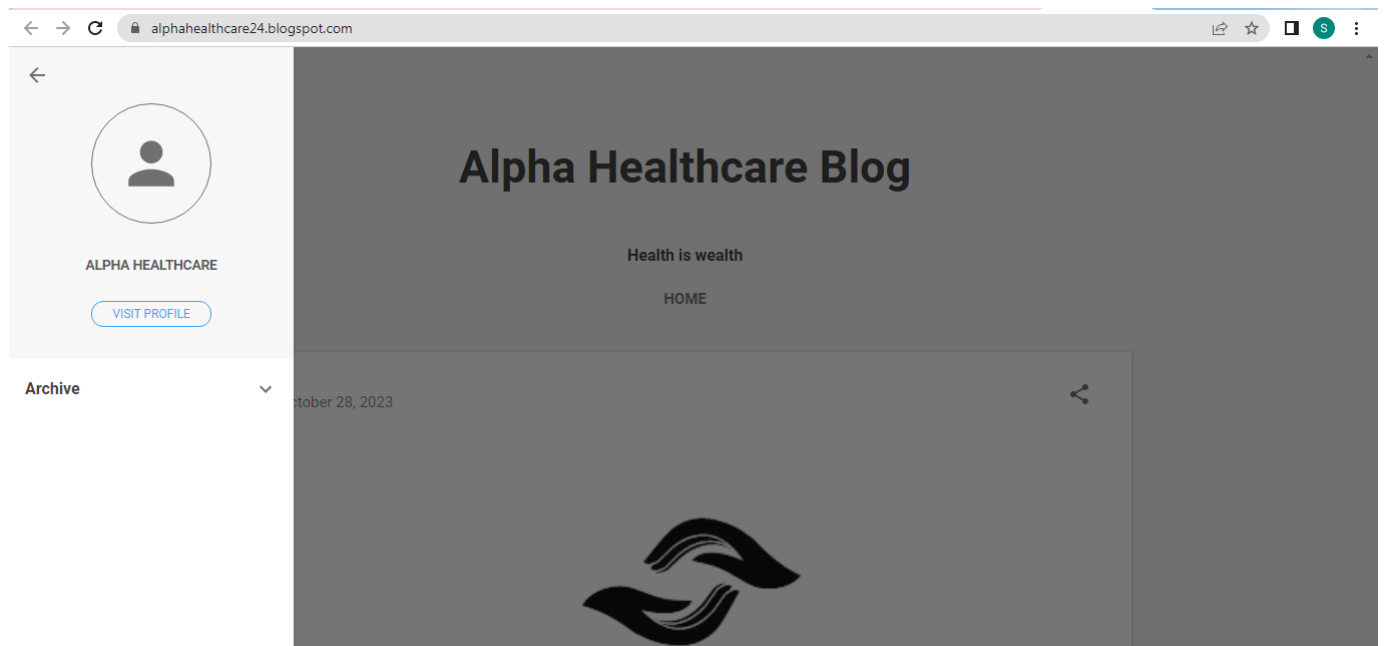 alphahealthcare24.blogspot.com
S
ALPHA HEALTHCARE
VISIT PROFILE
Archive
Alpha Healthcare Blog
Health is wealth
HOME
ctober 28, 2023